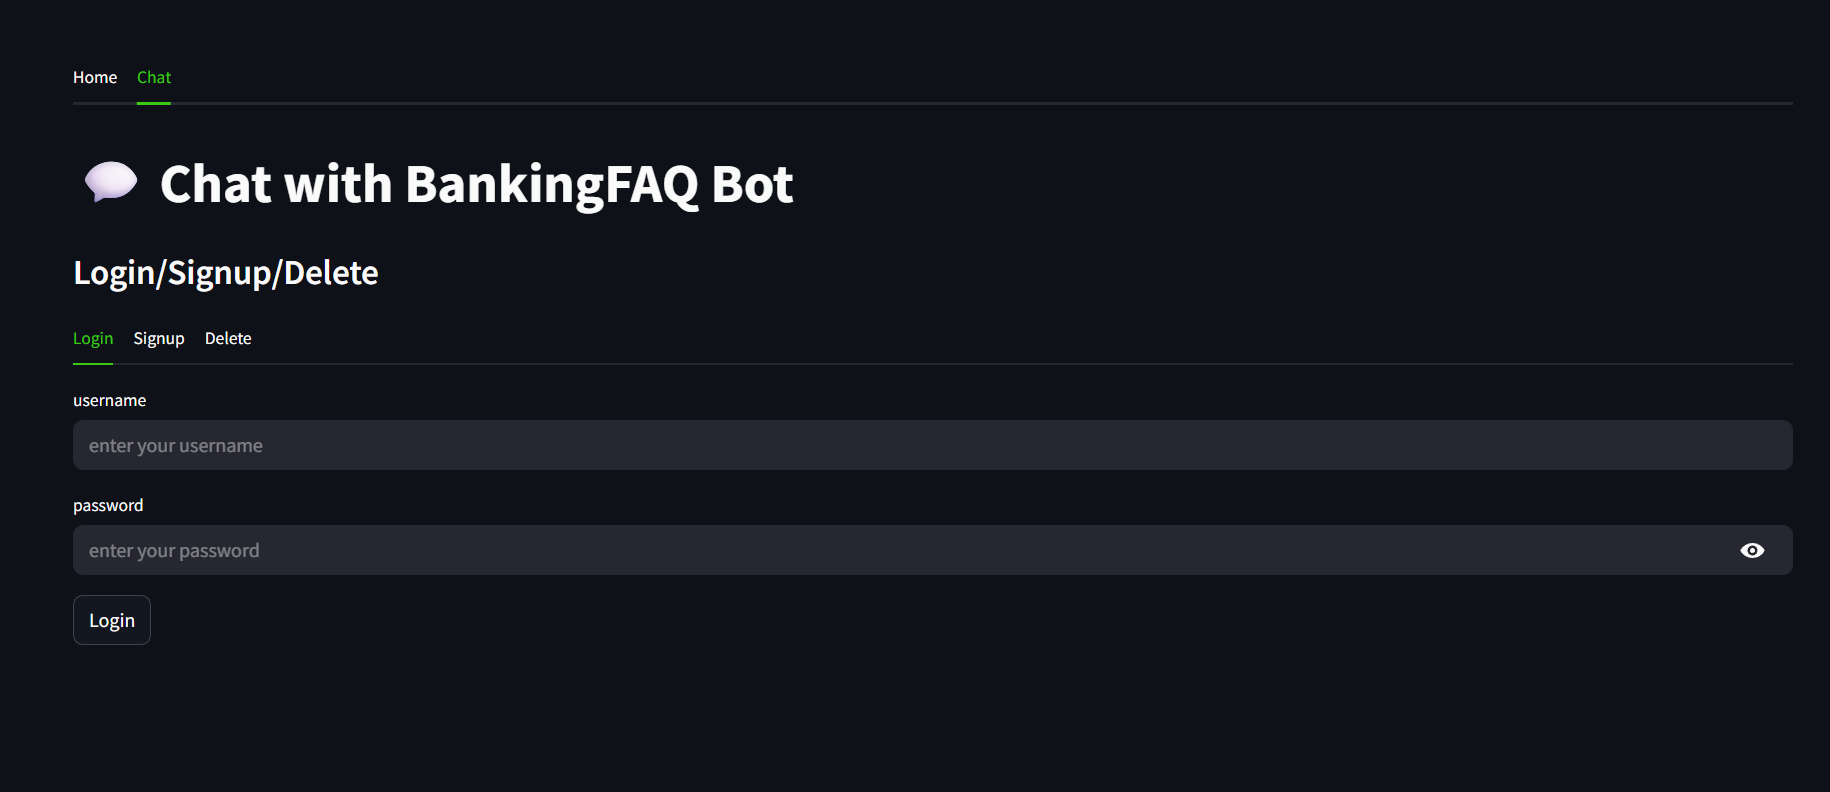 Home Chat
Chat with BankingFAQ Bot
Login/Signup/Delete
Login Signup Delete
username
enter your username
password
enter your password
Login